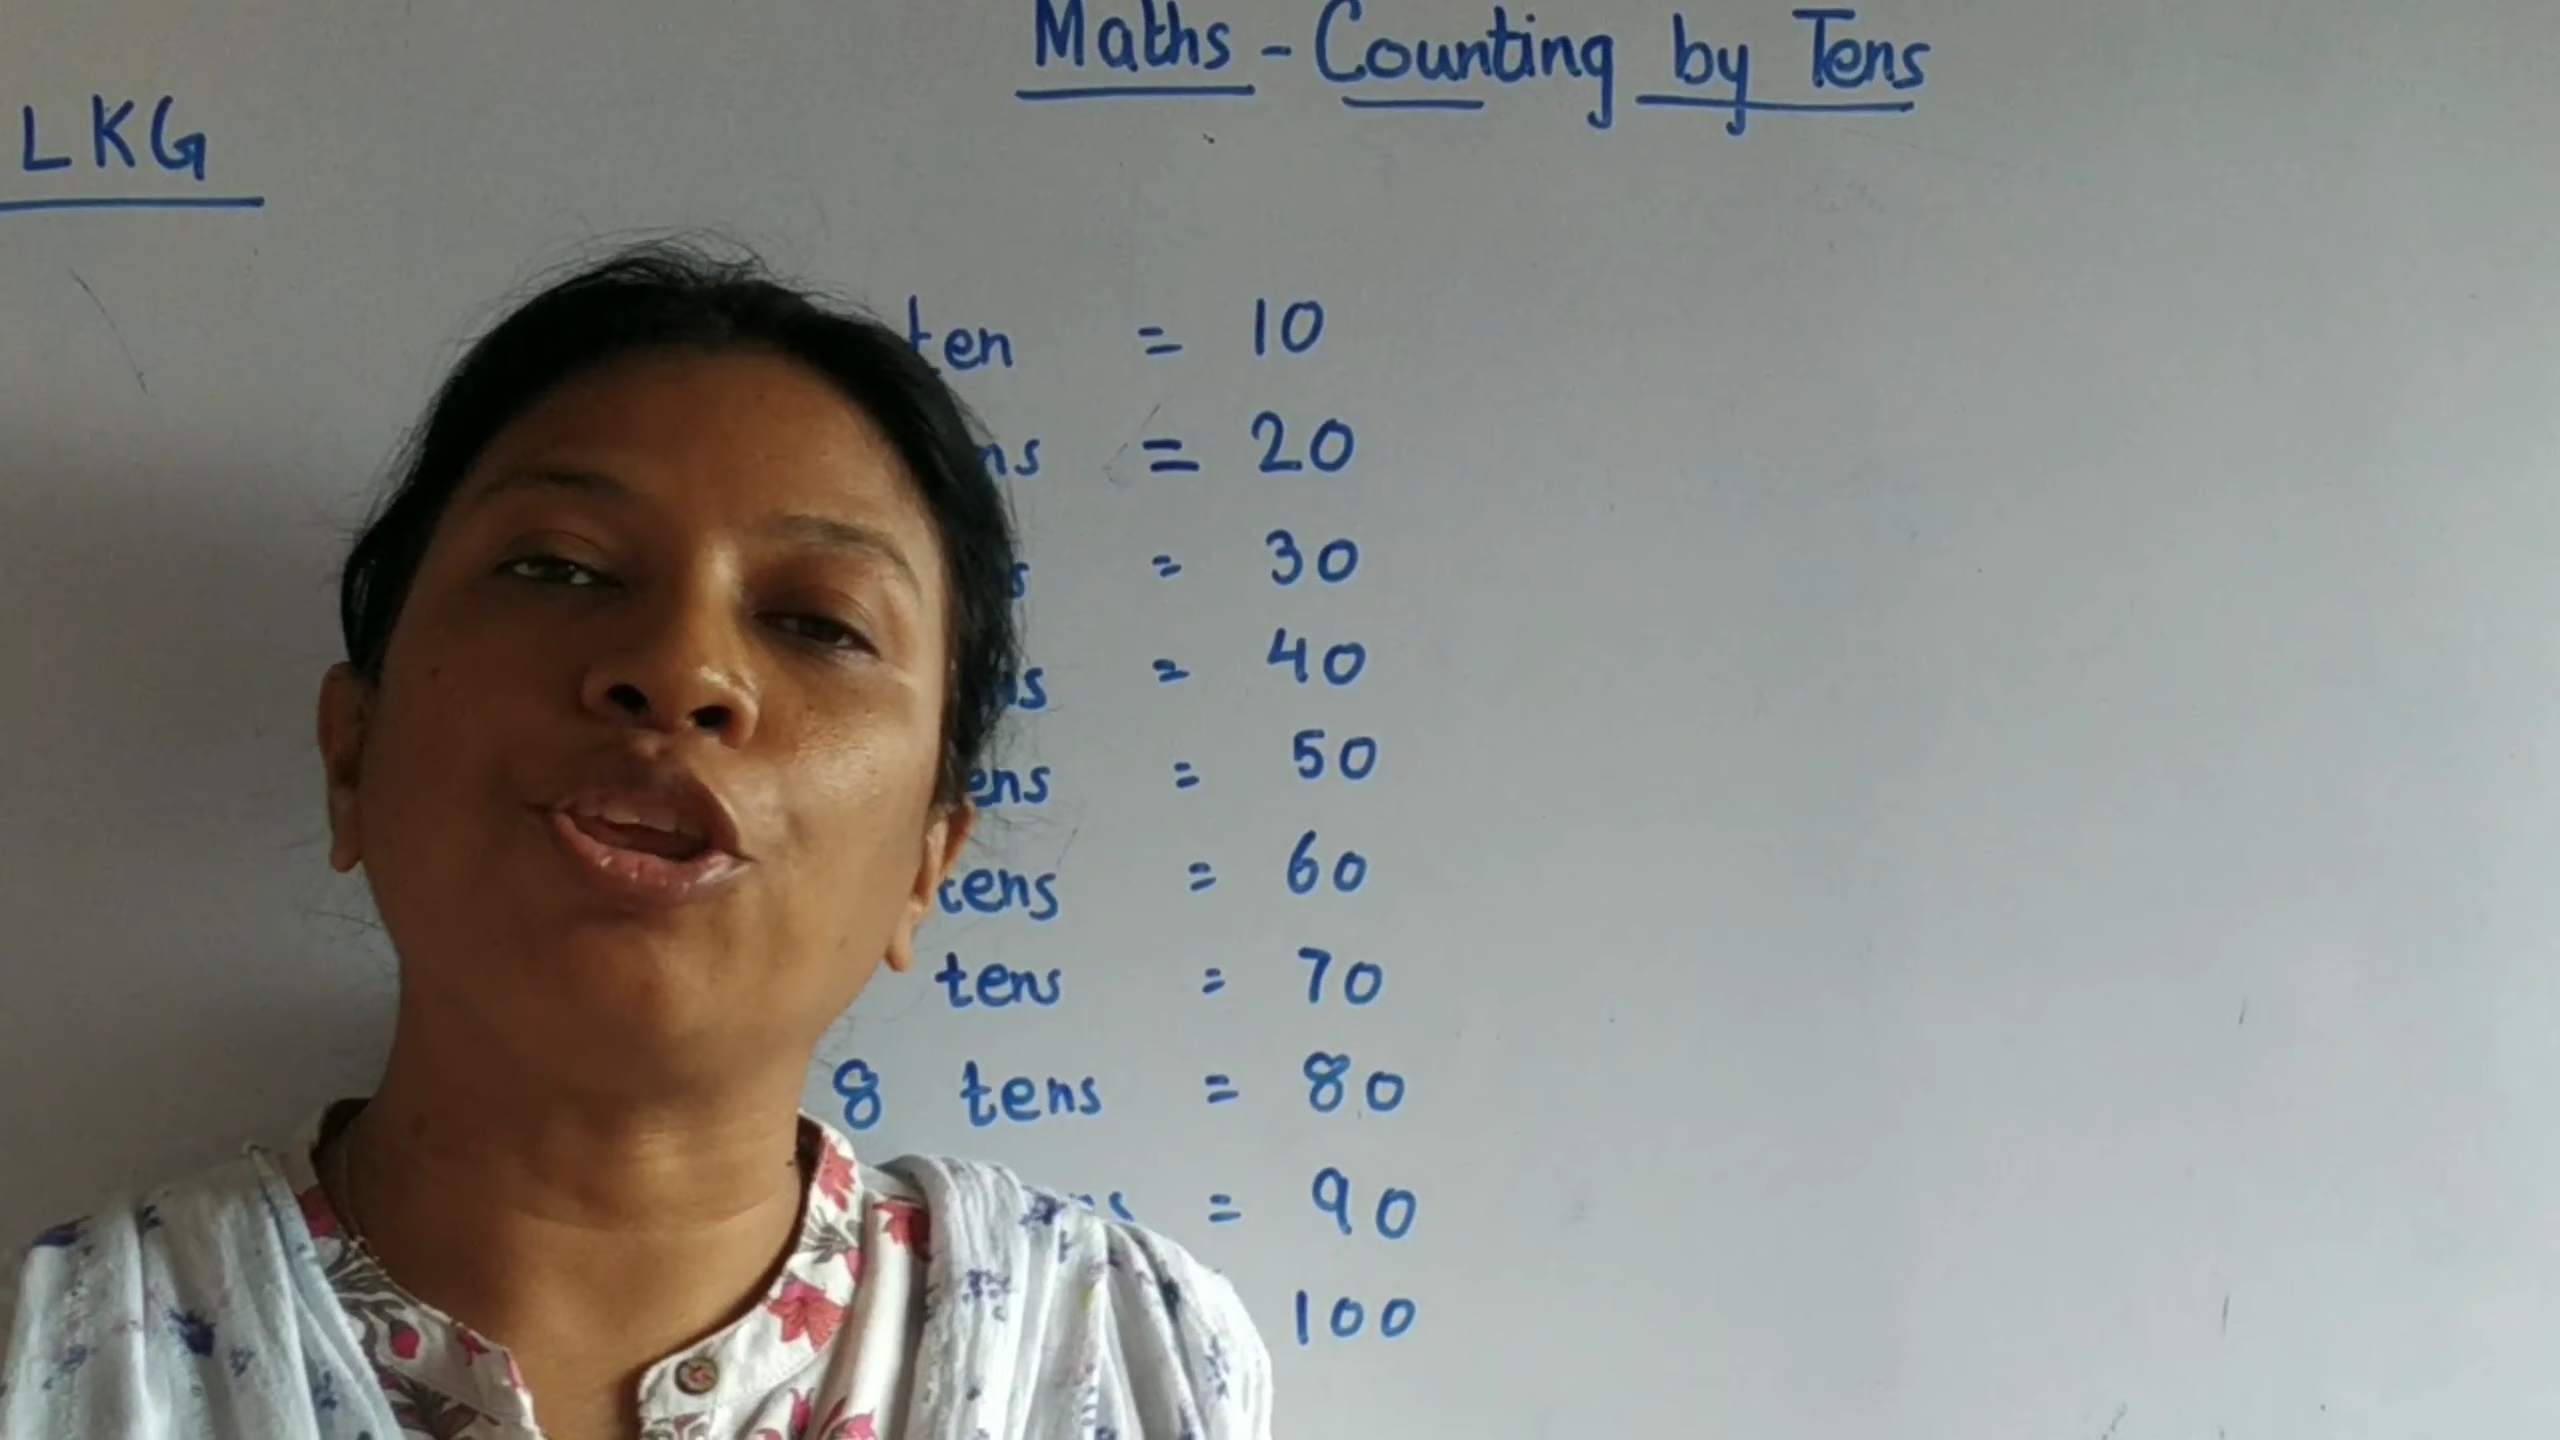 Maths - Counting by Tens
LKG
ten = 10
= 20
= 30
= 40
= 50
tens = 60
tens = 70
8 tens = 80
= 90
100